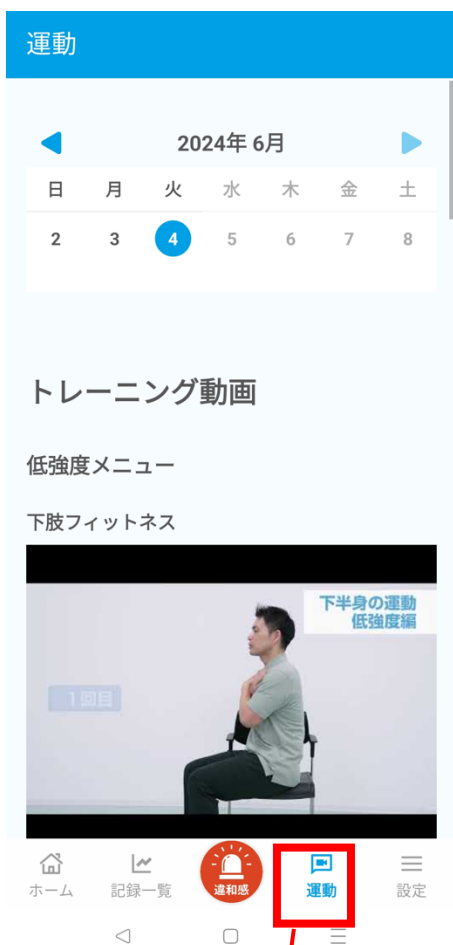 運動
2024年 6月
日 月 火 水 木 金 土
2 3 4 5 6 7 8
トレーニング動画
低強度メニュー
下肢フィットネス
下半身の運動
低強度編
1回目
ホーム 記録一覧 違和感 運動 設定